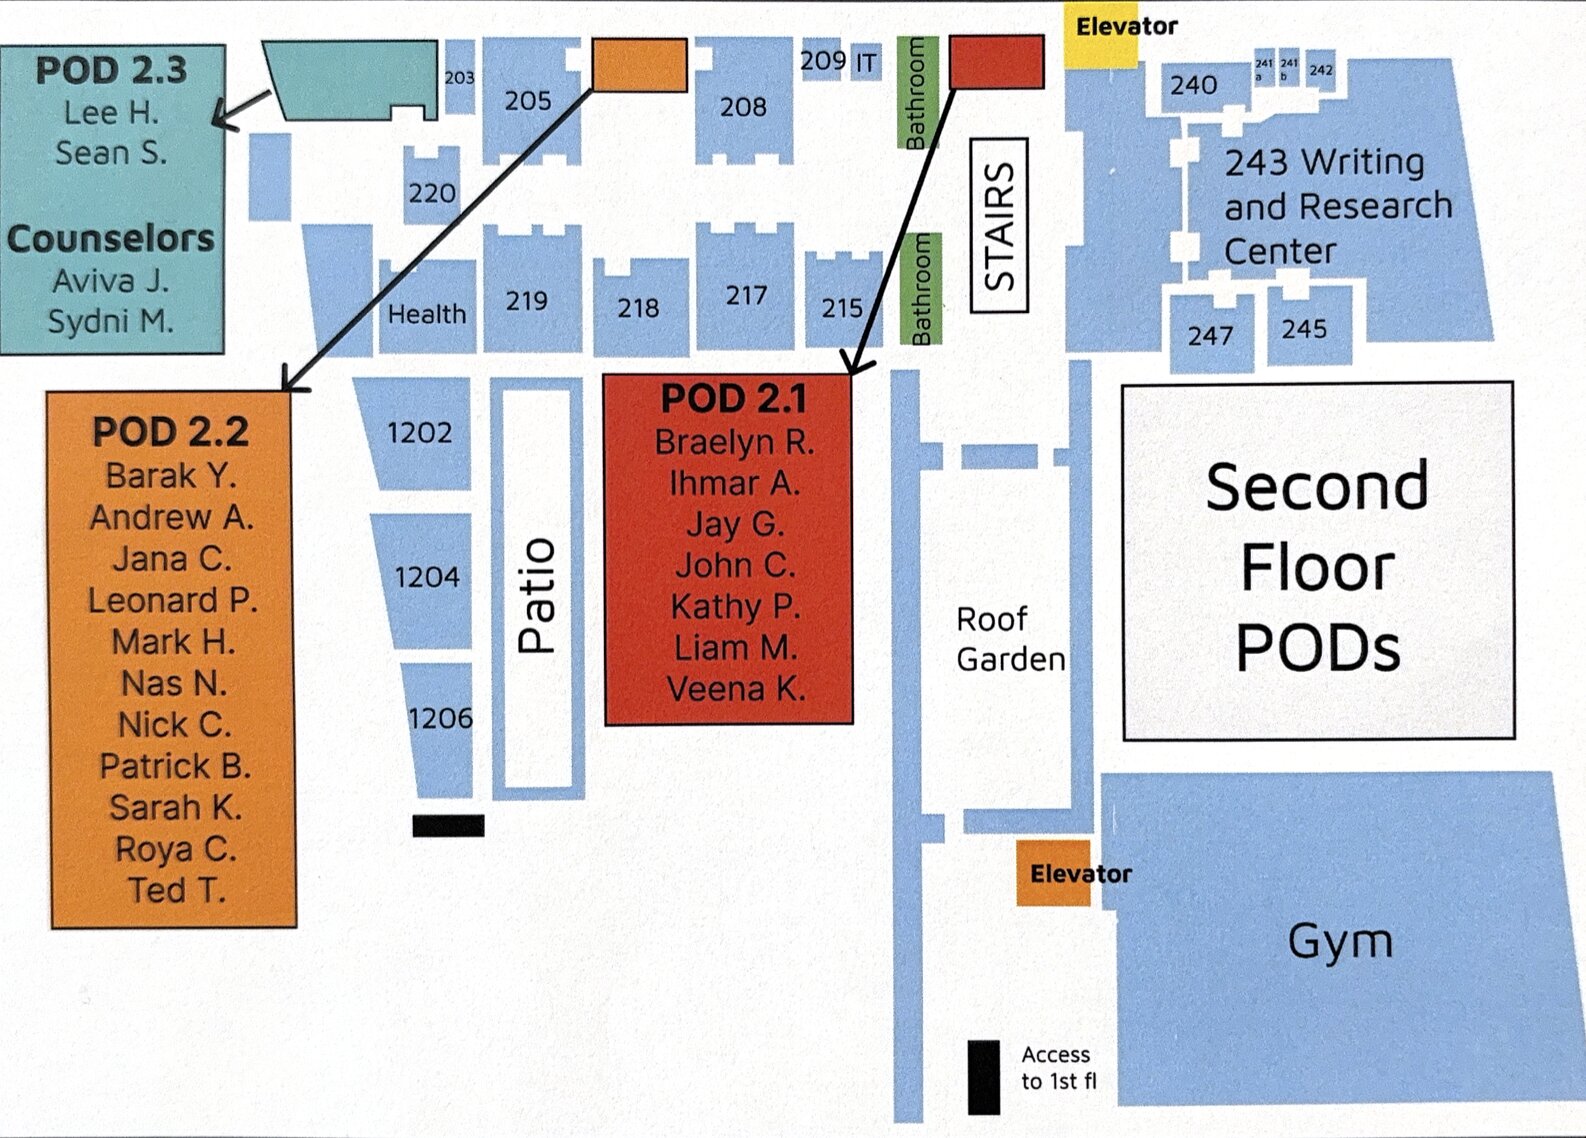 POD 2.3
Lee H.
Sean S.
Counselors
Aviva J.
Sydni M.
203
205
208
209
IT
Bathroom
Elevator
240
241
a
241
b
242
220
243 Writing
and Research
Center
STAIRS
Health
219
218
217
215
Bathroom
247
245
POD 2.2
Barak Y.
Andrew A.
Jana C.
Leonard P.
Mark H.
Nas N.
Nick C.
Patrick B.
Sarah K.
Roya C.
Ted T.
1202
1204
1206
Patio
POD 2.1
Braelyn R.
Ihmar A.
Jay G.
John C.
Kathy P.
Liam M.
Veena K.
Roof
Garden
Second
Floor
PODs
Elevator
Gym
Access
to 1st fl